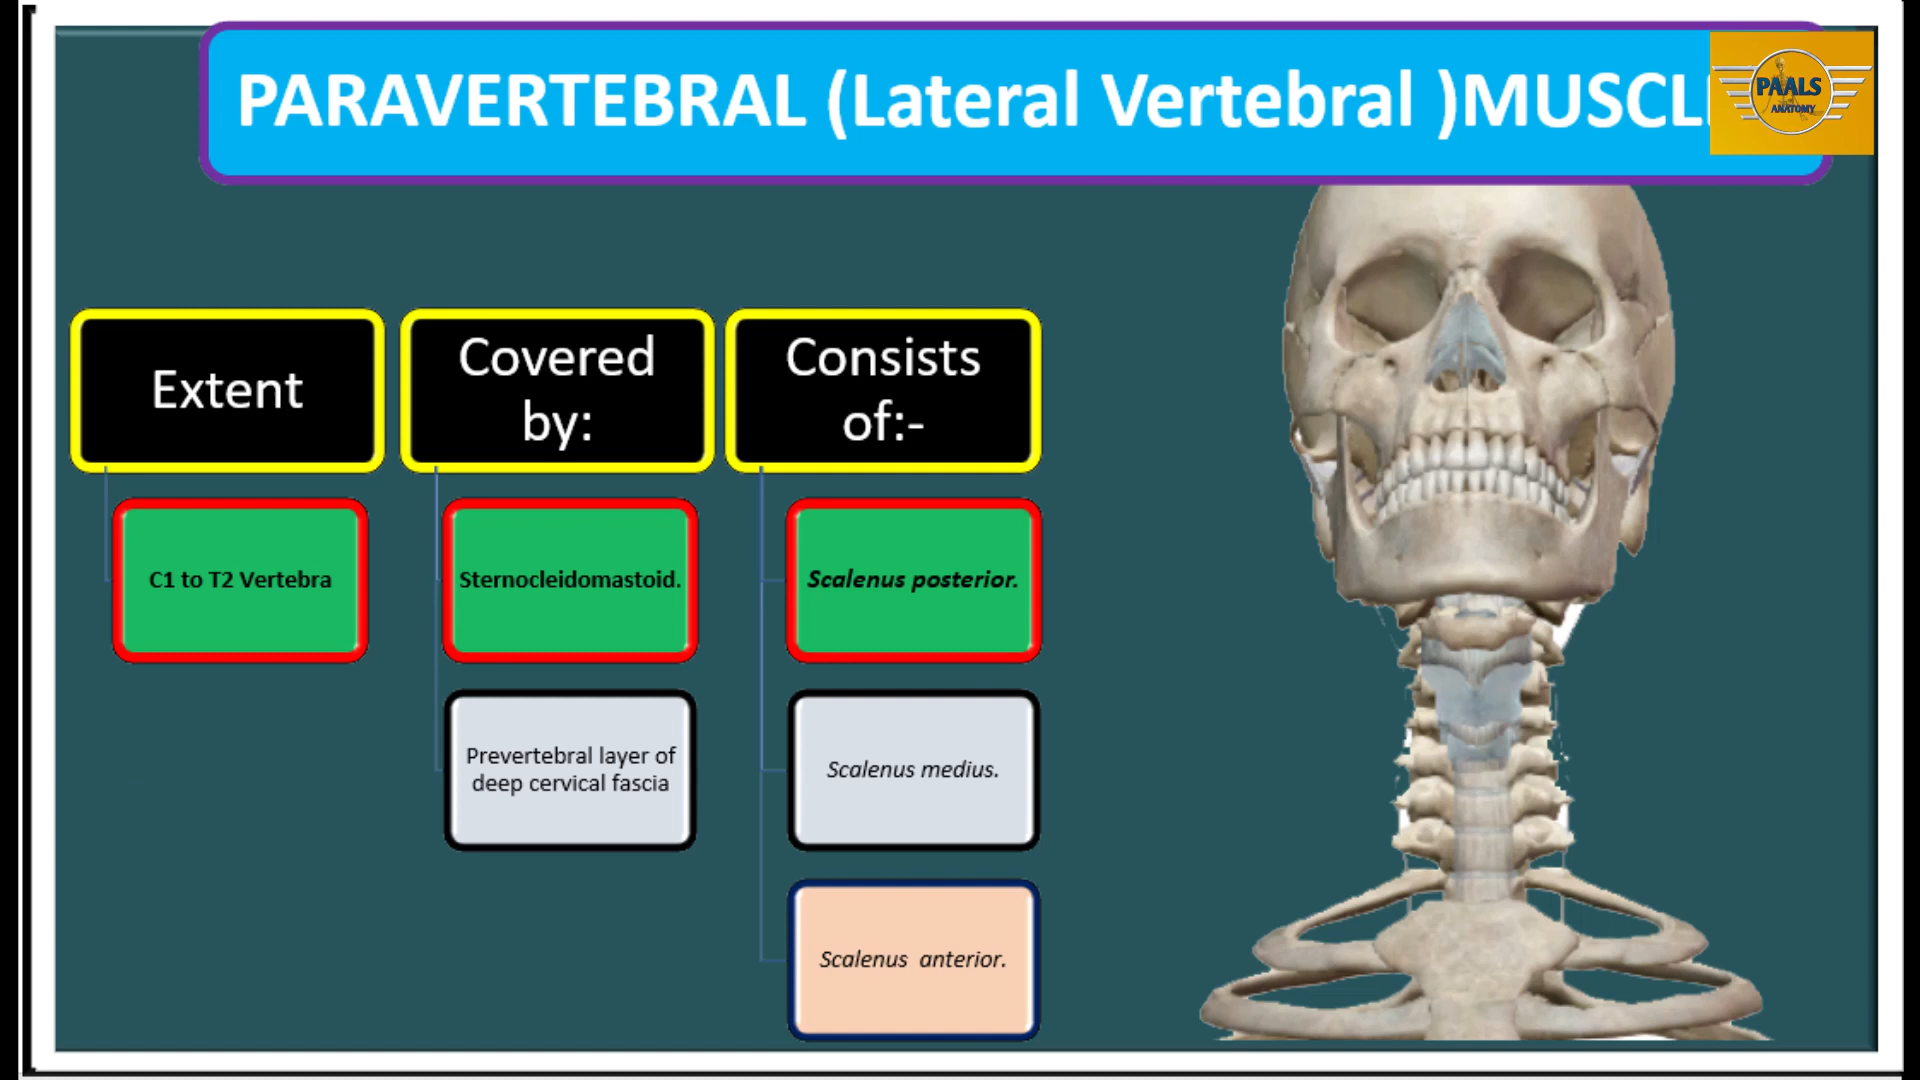 PARAVERTEBRAL (Lateral Vertebral )MUSCL
PAALS
ANATOMY
Extent
Covered
by:
Consists
of:-
C1 to T2 Vertebra
Sternocleidomastoid.
Scalenus posterior.
Prevertebral layer of
deep cervical fascia
Scalenus medius.
Scalenus  anterior.